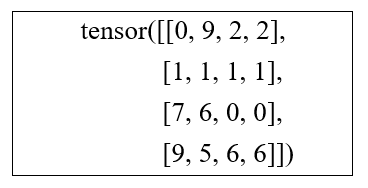 tensor([[0, 9, 2, 2],
[1, 1, 1, 1],
[7, 6, 0, 0],
[9, 5, 6, 6]])